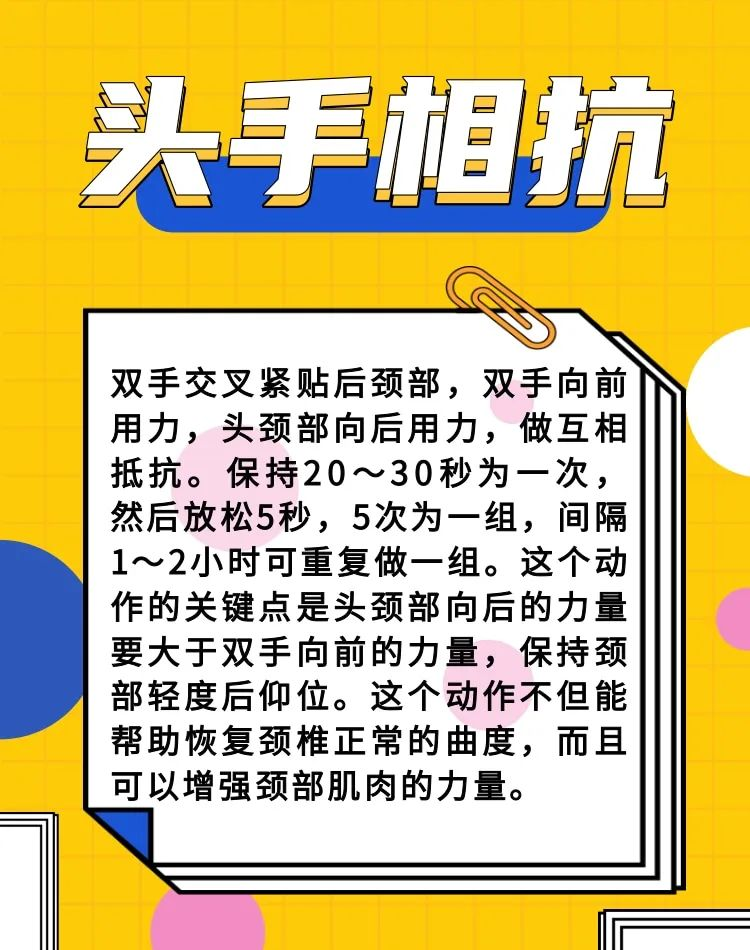 头手相抗
双手交叉紧贴后颈部，双手向前
用力，头颈部向后用力，做互相
抵抗。保持20～30秒为一次，
然后放松5秒，5次为一组，间隔
1～2小时可重复做一组。这个动
作的关键点是头颈部向后的力量
要大于双手向前的力量，保持颈
部轻度后仰位。这个动作不但能
帮助恢复颈椎正常的曲度，而且
可以增强颈部肌肉的力量。